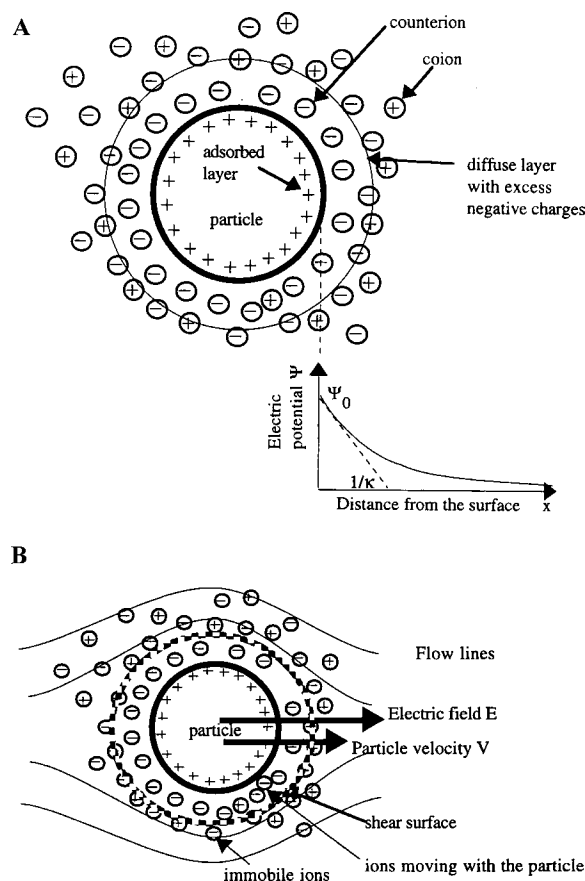 A
counterion
coion
adsorbed
layer
particle
diffuse layer
with excess
negative charges
Electric
potential Ψ
Ψ0
1/κ
Distance from the surface
x
B
Flow lines
Electric field E
particle
Particle velocity V
shear surface
immobile ions
ions moving with the particle